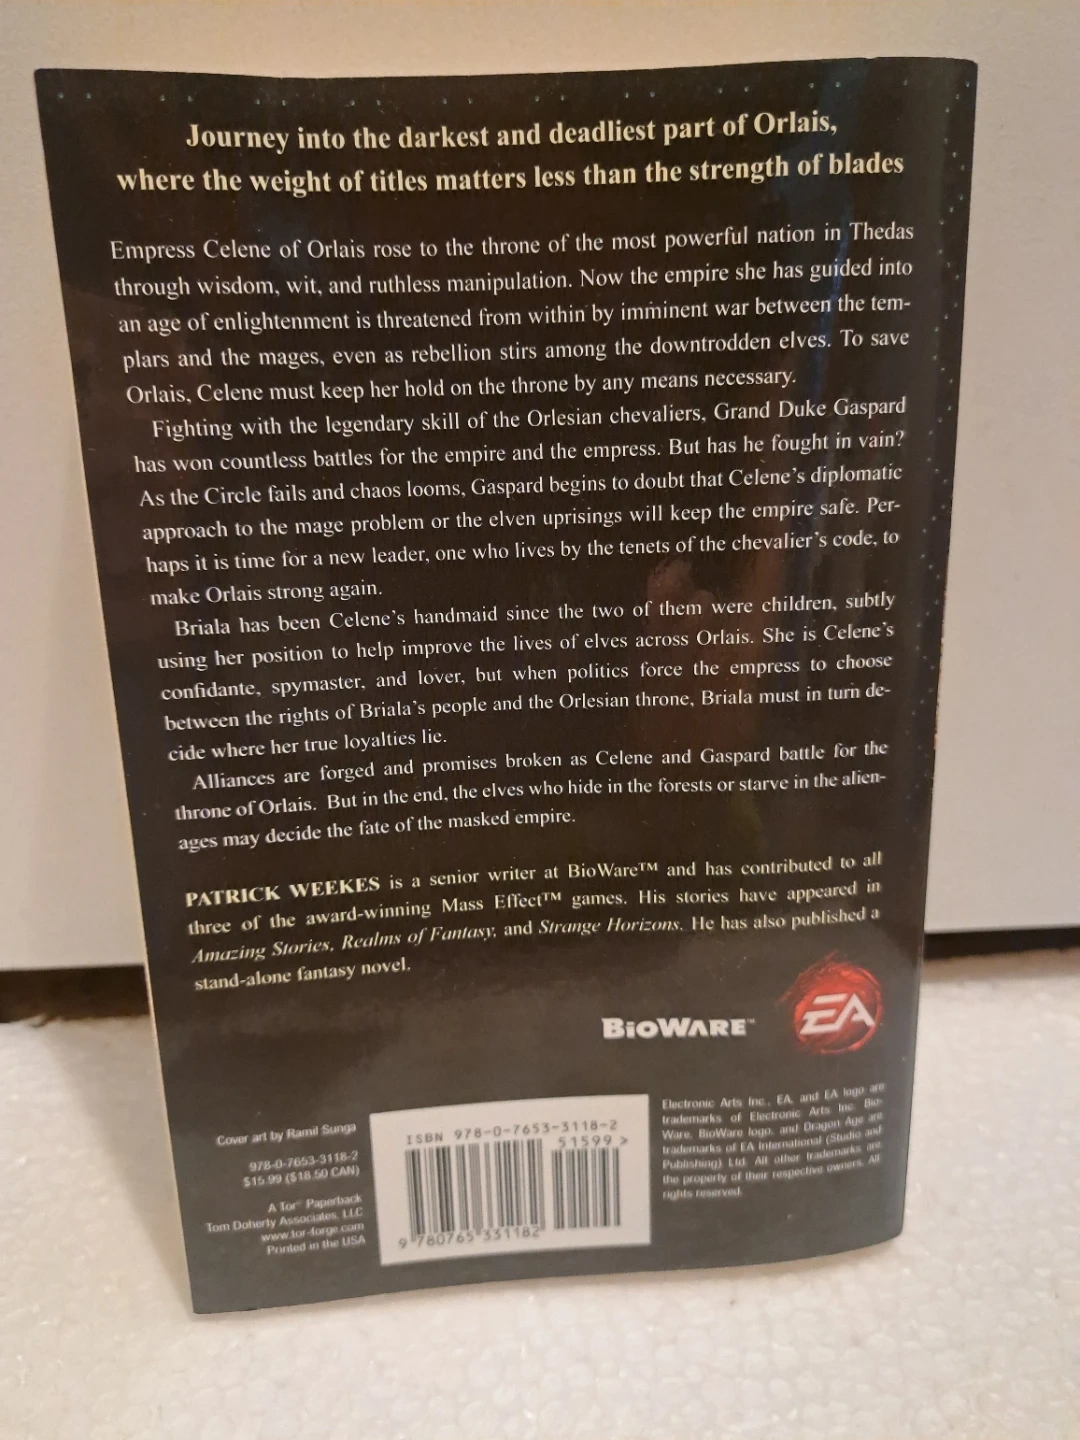 Journey into the darkest and deadliest part of Orlais,
where the weight of titles matters less than the strength of blades
Empress Celene of Orlais rose to the throne of the most powerful nation in Thedas
through wisdom, wit, and ruthless manipulation. Now the empire she has guided into
an age of enlightenment is threatened from within by imminent war between the tem-
plars and the mages, even as rebellion stirs among the downtrodden elves. To save
Orlais, Celene must keep her hold on the throne by any means necessary.
Fighting with the legendary skill of the Orlesian chevaliers, Grand Duke Gaspard
has won countless battles for the empire and the empress. But has he fought in vain?
As the Circle fails and chaos looms, Gaspard begins to doubt that Celene's diplomatic
approach to the mage problem or the elven uprisings will keep the empire safe. Per-
haps it is time for a new leader, one who lives by the tenets of the chevalier's code, to
make Orlais strong again.
Briala has been Celene's handmaid since the two of them were children, subtly
using her position to help improve the lives of elves across Orlais. She is Celene's
confidante, spymaster, and lover, but when politics force the empress to choose
between the rights of Briala's people and the Orlesian throne, Briala must in turn de-
cide where her true loyalties lie.
Alliances are forged and promises broken as Celene and Gaspard battle for the
throne of Orlais. But in the end, the elves who hide in the forests or starve in the alien-
ages may decide the fate of the masked empire.
PATRICK WEEKES is a senior writer at BioWare™ and has contributed to all
three of the award-winning Mass Effect™ games. His stories have appeared in
Amazing Stories, Realms of Fantasy, and Strange Horizons. He has also published a
stand-alone fantasy novel.
BIOWARE™
EA
Cover art by Ramil Sunga
978-0-7653-3118-2
$15.99 ($18.50 CAN)
A Tor® Paperback
Tom Doherty Associates, LLC
www.tor-forge.com
Printed in the USA
ISBN 978-0-7653-3118-2
51599 >
9 780765 331182
Electronic Arts Inc., EA, and EA logo are
trademarks of Electronic Arts Inc. Bio-
Ware, BioWare logo, and Dragon Age are
trademarks of EA International (Studio and
Publishing) Ltd. All other trademarks are
the property of their respective owners. All
rights reserved.